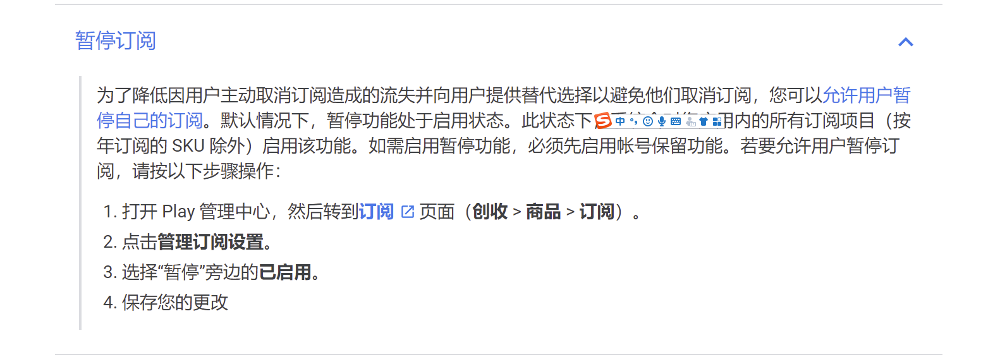 暂停订阅
为了降低因用户主动取消订阅造成的流失并向用户提供替代选择以避免他们取消订阅，您可以允许用户暂
停自己的订阅。默认情况下，暂停功能处于启用状态。此状态下 中 用内的所有订阅项目（按
年订阅的 SKU 除外）启用该功能。如需启用暂停功能，必须先启用帐号保留功能。若要允许用户暂停订
阅，请按以下步骤操作：
1. 打开 Play 管理中心，然后转到订阅 页面（创收 > 商品 > 订阅）。
2. 点击管理订阅设置。
3. 选择“暂停”旁边的已启用。
4. 保存您的更改